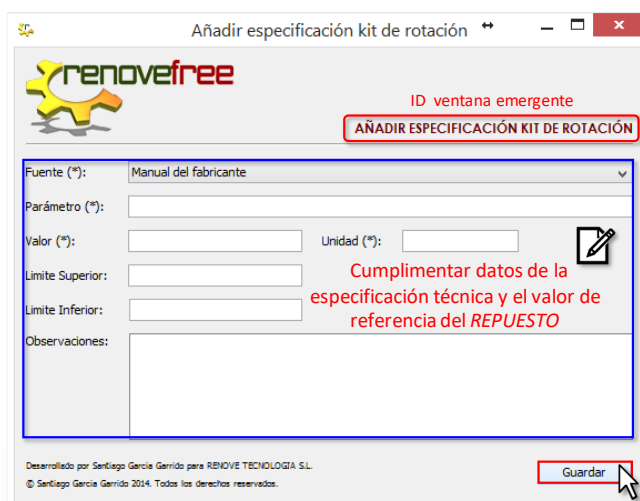 Añadir especificación kit de rotación
renovefree
ID ventana emergente
AÑADIR ESPECIFICACIÓN KIT DE ROTACIÓN
Fuente (*): Manual del fabricante
Parámetro (*):
Valor (*): Unidad (*):
Limite Superior:
Limite Inferior:
Cumplimentar datos de la
especificación técnica y el valor de
referencia del REPUESTO
Observaciones:
Desarrollado por Santiago Garcia Garrido para RENOVE TECNOLOGIA S.L.
© Santiago Garcia Garrido 2014. Todos los derechos reservados.
Guardar